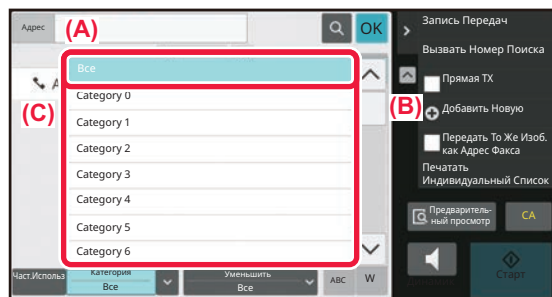 Адрес
(A)
OK
Все
Category 0
Category 1
Category 2
Category 3
Category 4
Category 5
Category 6
(C)
(B)
Част.Использ
Категория
Все
Уменьшить
Все
ABC
W
Запись Передач
Вызвать Номер Поиска
Прямая TX
Добавить Новую
Передать То Же Изоб.
как Адрес Факса
Печатать
Индивидуальный Список
Предваритель-
ный просмотр
CA
Старт